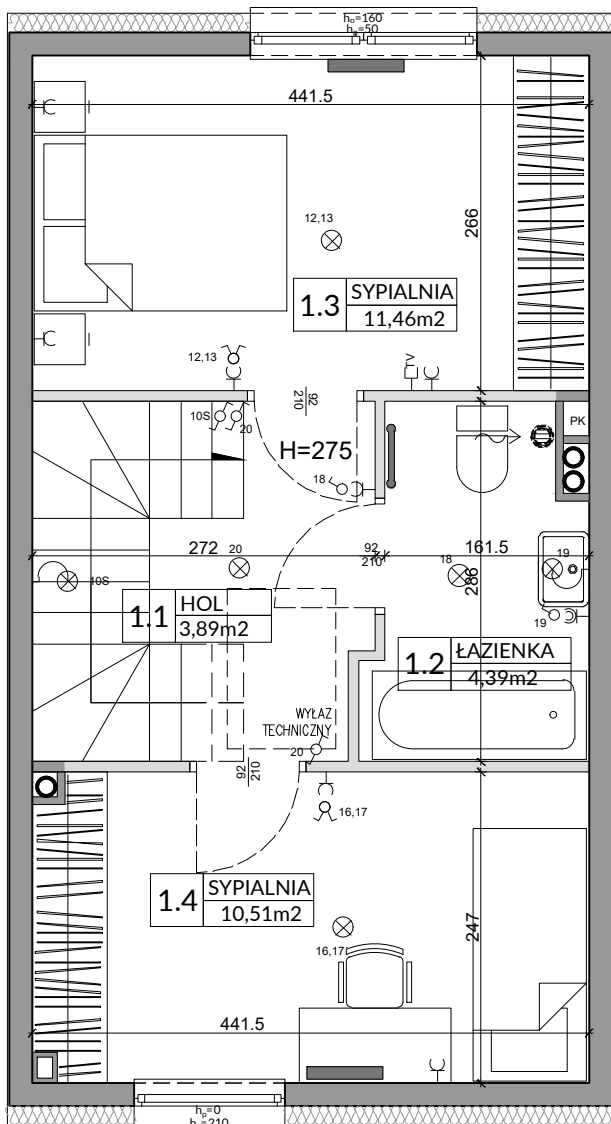 h₀=160
hₚ=50
441.5
266
12,13
1.3 SYPIALNIA
11,46m2
12,13
TV
92
210
10S
20
H=275
PK
18
272
20
92
210
18
161.5
19
286
10S
1.1 HOL
3,89m2
19
1.2 ŁAZIENKA
4,39m2
WYŁAZ
TECHNICZNY
20
92
210
16,17
1.4 SYPIALNIA
10,51m2
247
16,17
441.5
hₚ=0
h₀=210